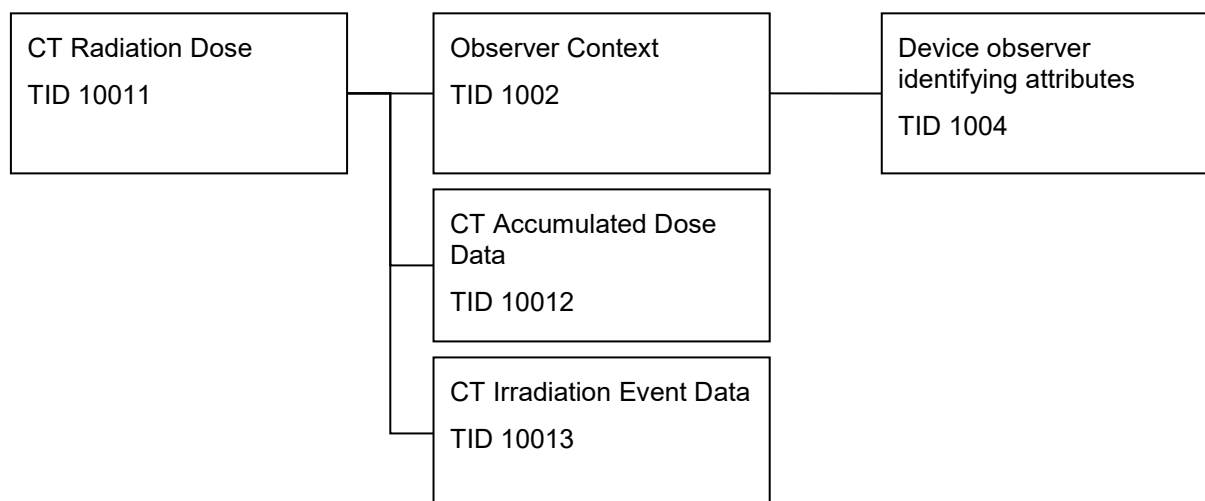 CT Radiation Dose
TID 10011
Observer Context
TID 1002
Device observer
identifying attributes
TID 1004
CT Accumulated Dose
Data
TID 10012
CT Irradiation Event Data
TID 10013